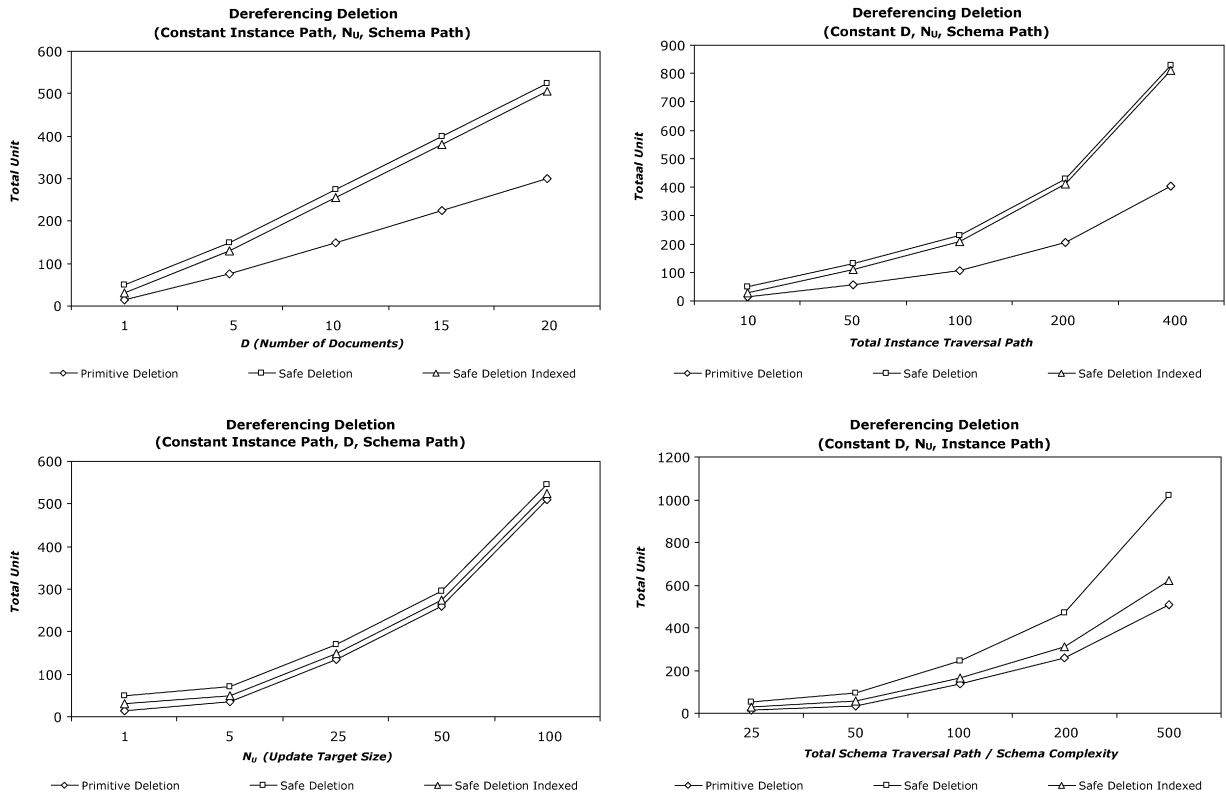 Dereferencing Deletion
(Constant Instance Path, NU, Schema Path)
600
500
400
300
200
100
0
Total Unit
1 5 10 15 20
D (Number of Documents)
Primitive Deletion Safe Deletion Safe Deletion Indexed
Dereferencing Deletion
(Constant D, NU, Schema Path)
900
800
700
600
500
400
300
200
100
0
Totaal Unit
10 50 100 200 400
Total Instance Traversal Path
Primitive Deletion Safe Deletion Safe Deletion Indexed
Dereferencing Deletion
(Constant Instance Path, D, Schema Path)
600
500
400
300
200
100
0
Total Unit
1 5 25 50 100
NU (Update Target Size)
Primitive Deletion Safe Deletion Safe Deletion Indexed
Dereferencing Deletion
(Constant D, NU, Instance Path)
1200
1000
800
600
400
200
0
Total Unit
25 50 100 200 500
Total Schema Traversal Path / Schema Complexity
Primitive Deletion Safe Deletion Safe Deletion Indexed